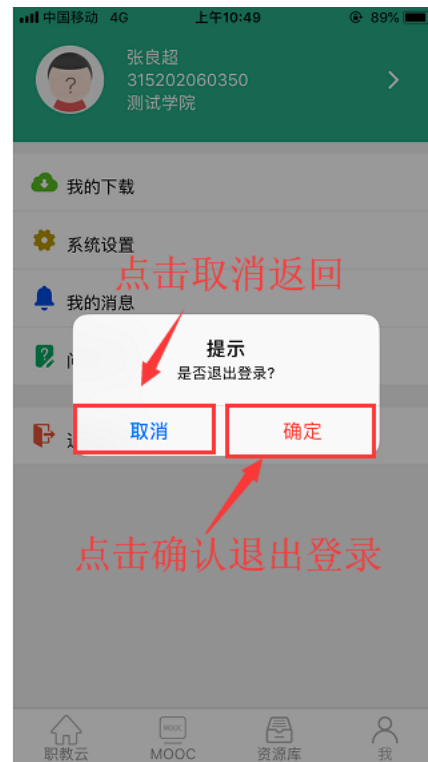 中国移动 4G 上午10:49 89%
张良超
315202060350
测试学院
?
我的下载
系统设置
点击取消返回
我的消息
提示
是否退出登录?
取消 确定
点击确认退出登录
MOOC
职教云 MOOC 资源库 我